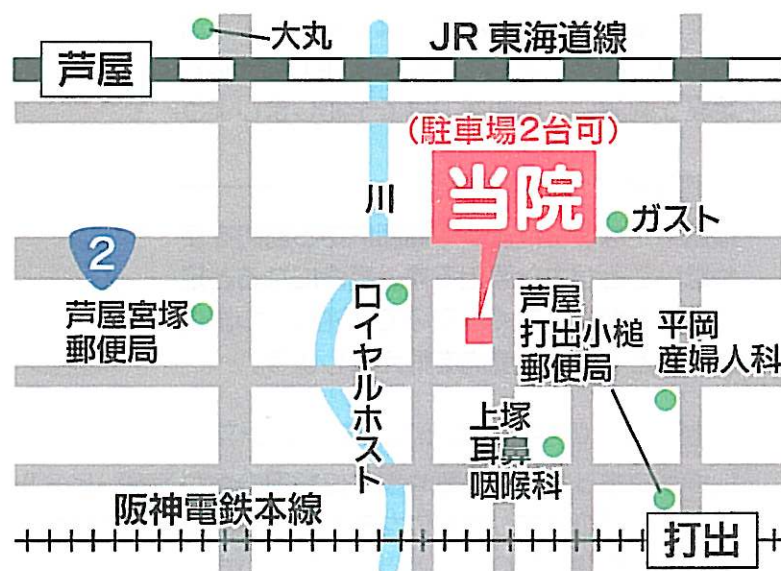 大丸
JR 東海道線
芦屋
(駐車場2台可)
当院
川
ガスト
2
芦屋宮塚
郵便局
ロイヤルホスト
芦屋
打出小槌
郵便局
平岡
産婦人科
上塚
耳鼻
咽喉科
阪神電鉄本線
打出